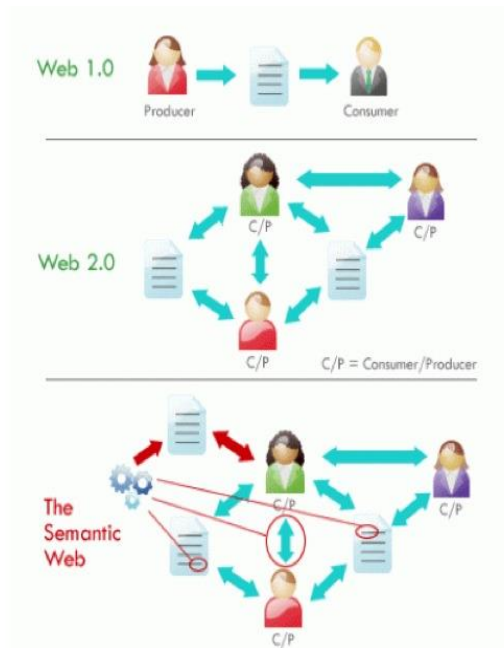 Web 1.0
Producer
Consumer
C/P
C/P
Web 2.0
C/P
C/P = Consumer/Producer
C/P
C/P
The
Semantic
Web
C/P